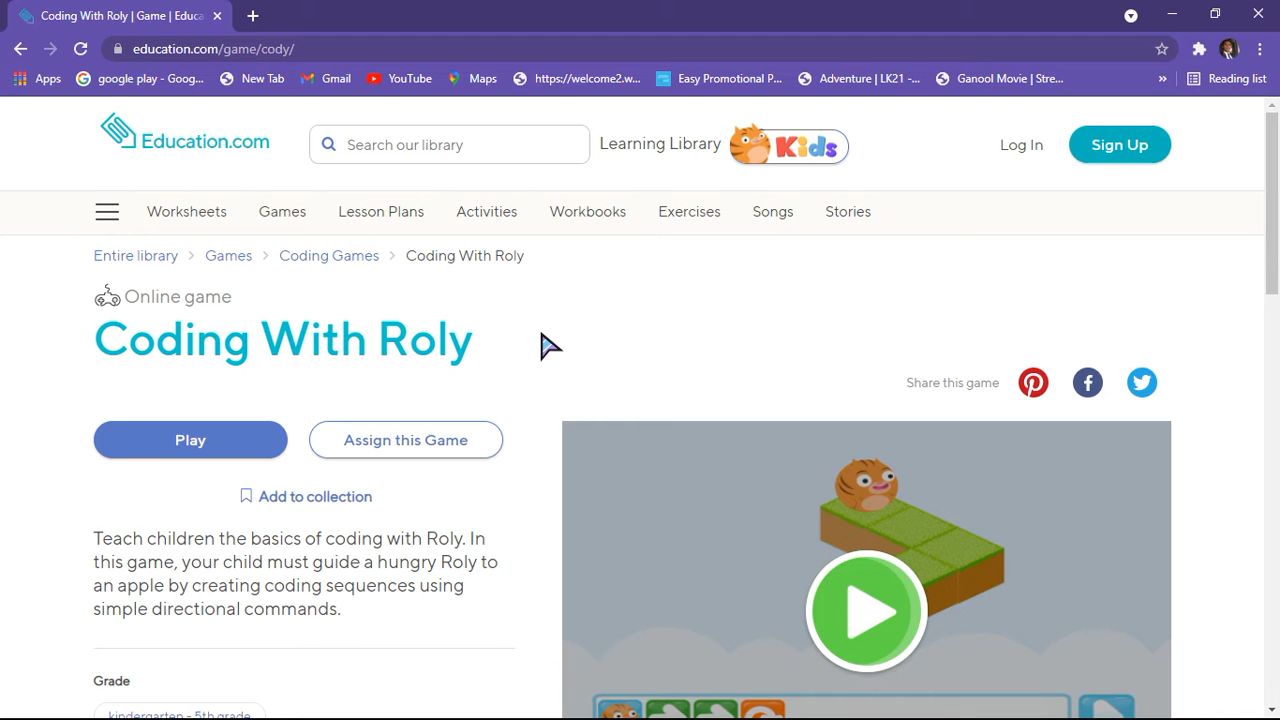 Coding With Roly | Game | Educa
education.com/game/cody/
Apps google play - Goog... New Tab Gmail YouTube Maps https://welcome2.w... Easy Promotional P... Adventure | LK21 -... Ganool Movie | Stre... » Reading list
Education.com Search our library Learning Library Kids Log In Sign Up
Worksheets Games Lesson Plans Activities Workbooks Exercises Songs Stories
Entire library > Games > Coding Games > Coding With Roly
Online game
Coding With Roly
Share this game
Play Assign this Game
Add to collection
Teach children the basics of coding with Roly. In
this game, your child must guide a hungry Roly to
an apple by creating coding sequences using
simple directional commands.
Grade
kindergarten - 5th grade